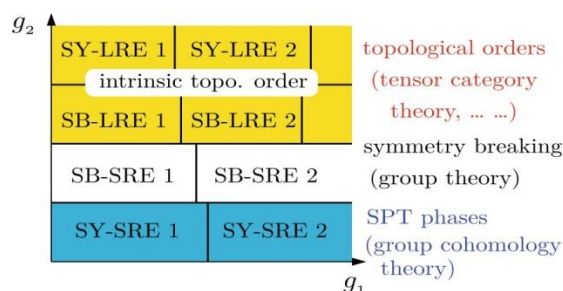 g₂
SY-LRE 1 SY-LRE 2
topological orders
intrinsic topo. order
(tensor category
theory, ... ...)
SB-LRE 1 SB-LRE 2
symmetry breaking
SB-SRE 1 SB-SRE 2
(group theory)
SPT phases
SY-SRE 1 SY-SRE 2
(group cohomology
theory)
g₁